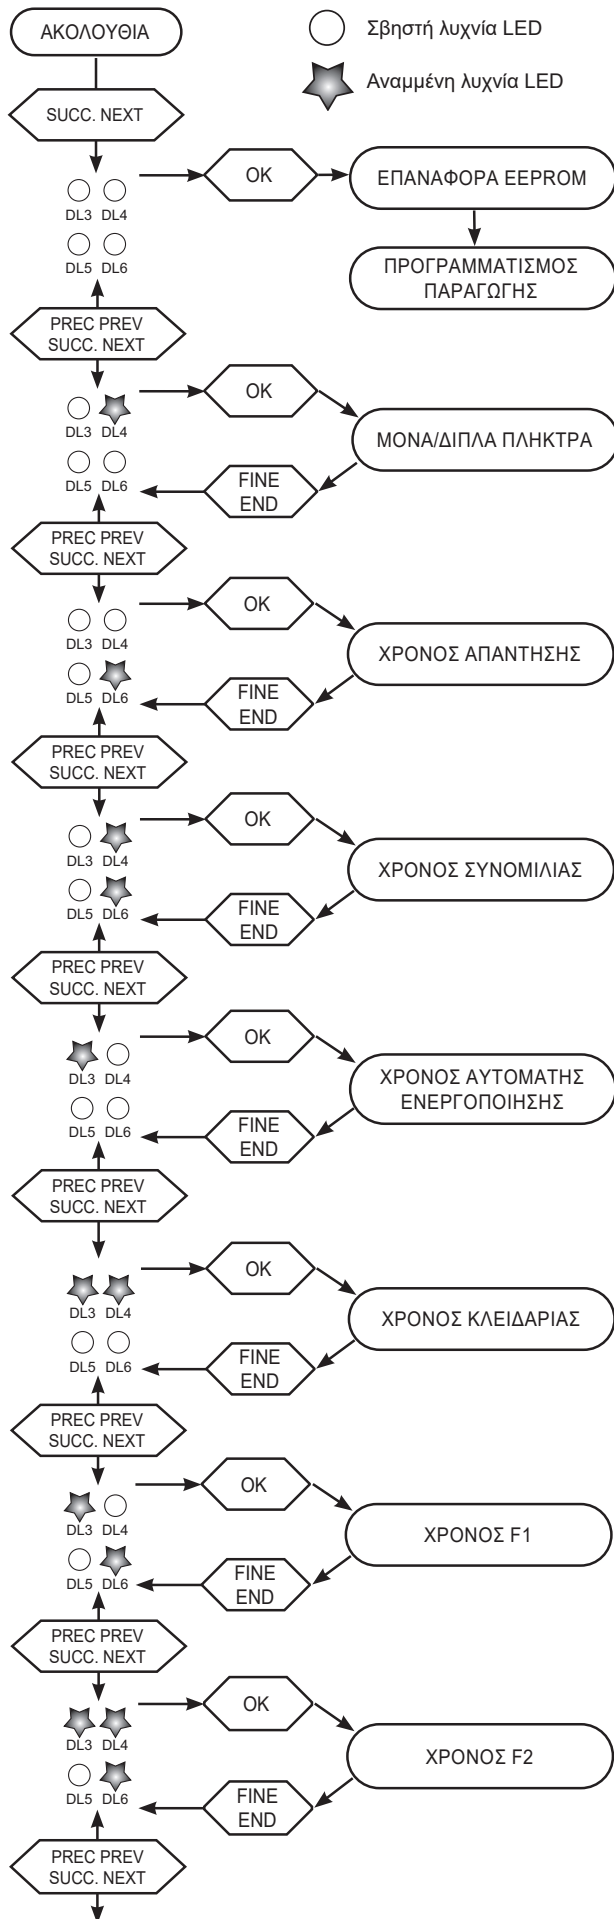 ΑΚΟΛΟΥΘΙΑ
Σβηστή λυχνία LED
Αναμμένη λυχνία LED
SUCC. NEXT
DL3 DL4
DL5 DL6
OK
ΕΠΑΝΑΦΟΡΑ EEPROM
ΠΡΟΓΡΑΜΜΑΤΙΣΜΟΣ
ΠΑΡΑΓΩΓΗΣ
PREC PREV
SUCC. NEXT
DL3 DL4
DL5 DL6
OK
ΜΟΝΑ/ΔΙΠΛΑ ΠΛΗΚΤΡΑ
FINE
END
PREC PREV
SUCC. NEXT
DL3 DL4
DL5 DL6
OK
ΧΡΟΝΟΣ ΑΠΑΝΤΗΣΗΣ
FINE
END
PREC PREV
SUCC. NEXT
DL3 DL4
DL5 DL6
OK
ΧΡΟΝΟΣ ΣΥΝΟΜΙΛΙΑΣ
FINE
END
PREC PREV
SUCC. NEXT
DL3 DL4
DL5 DL6
OK
ΧΡΟΝΟΣ ΑΥΤΟΜΑΤΗΣ
ΕΝΕΡΓΟΠΟΙΗΣΗΣ
FINE
END
PREC PREV
SUCC. NEXT
DL3 DL4
DL5 DL6
OK
ΧΡΟΝΟΣ ΚΛΕΙΔΑΡΙΑΣ
FINE
END
PREC PREV
SUCC. NEXT
DL3 DL4
DL5 DL6
OK
ΧΡΟΝΟΣ F1
FINE
END
PREC PREV
SUCC. NEXT
DL3 DL4
DL5 DL6
OK
ΧΡΟΝΟΣ F2
FINE
END
PREC PREV
SUCC. NEXT